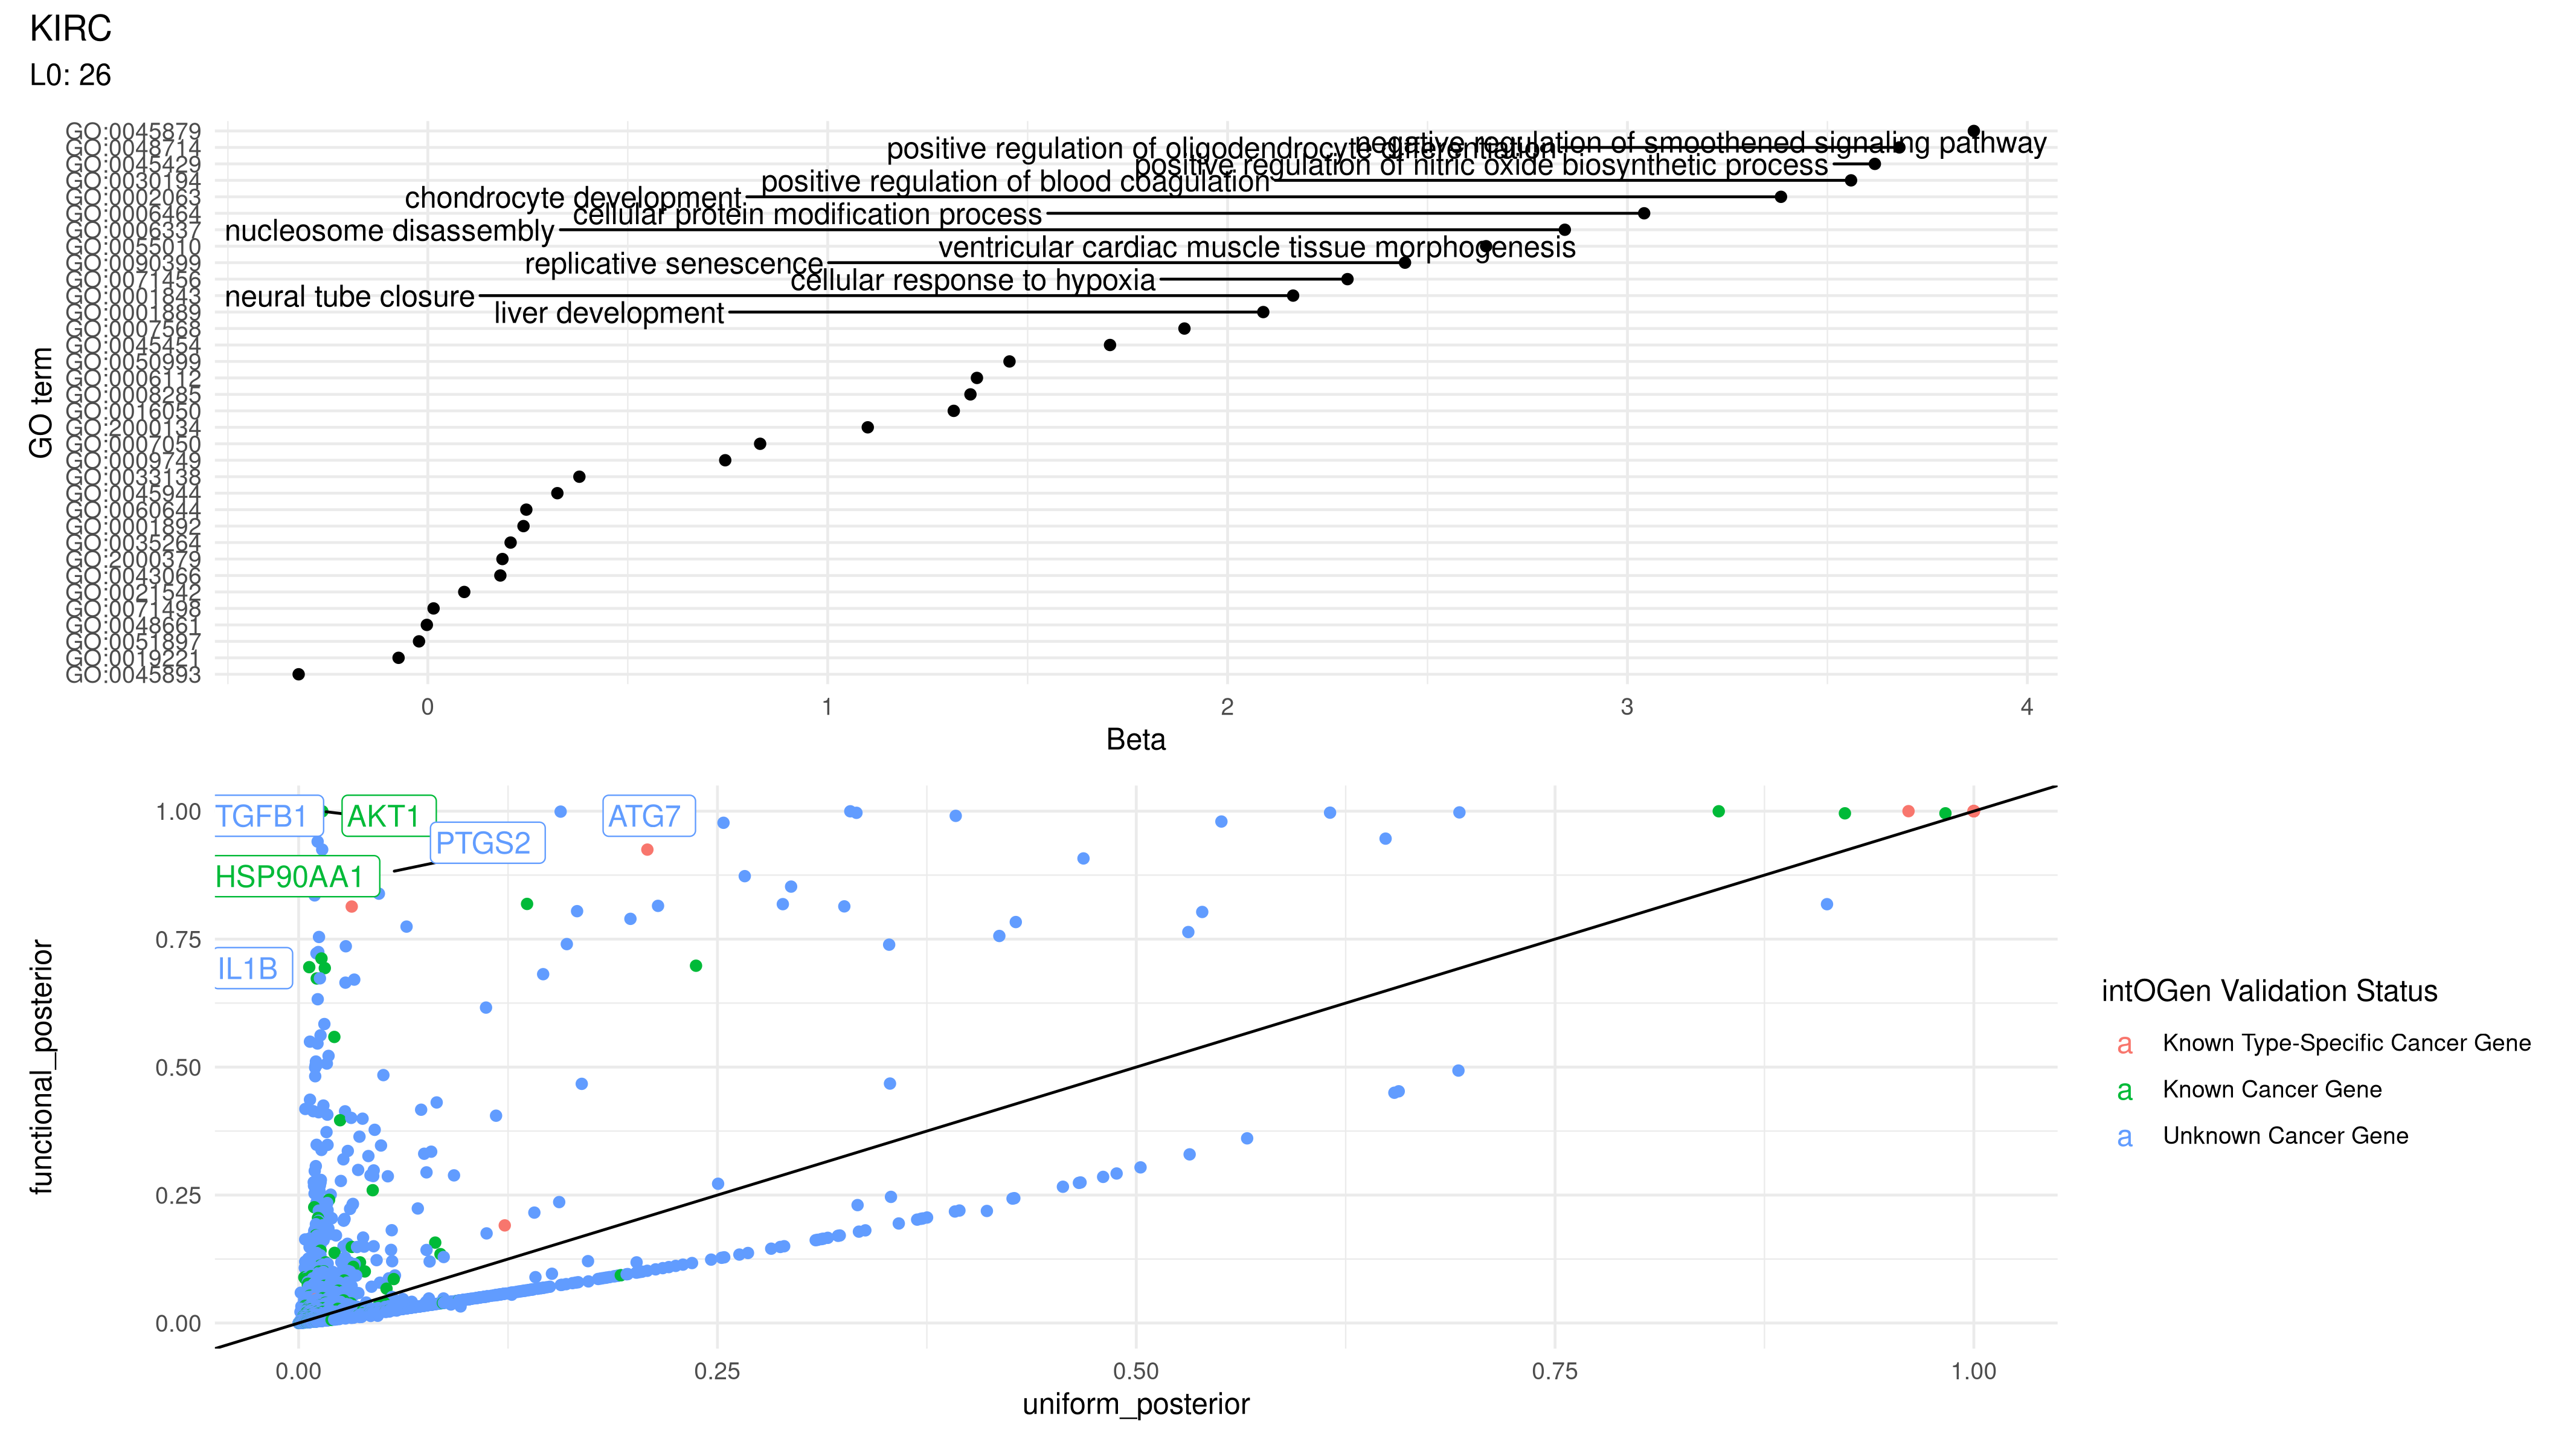 KIRC
L0: 26
GO term
GO:0045879
GO:0048714
GO:0045429
GO:0030194
GO:0002063
GO:0006464
GO:0006337
GO:0055010
GO:0090399
GO:0071456
GO:0001843
GO:0001889
GO:0007568
GO:0045454
GO:0050999
GO:0006112
GO:0008285
GO:0016050
GO:2000134
GO:0007050
GO:0009749
GO:0033138
GO:0045944
GO:0060644
GO:0001892
GO:0035264
GO:2000379
GO:0043066
GO:0021542
GO:0071498
GO:0048661
GO:0051897
GO:0019221
GO:0045893
negative regulation of smoothened signaling pathway
positive regulation of oligodendrocyte differentiation
positive regulation of nitric oxide biosynthetic process
positive regulation of blood coagulation
chondrocyte development
cellular protein modification process
nucleosome disassembly
ventricular cardiac muscle tissue morphogenesis
replicative senescence
cellular response to hypoxia
neural tube closure
liver development
0 1 2 3 4
Beta
functional_posterior
1.00
0.75
0.50
0.25
0.00
TGFB1
AKT1
PTGS2
ATG7
HSP90AA1
IL1B
0.00 0.25 0.50 0.75 1.00
uniform_posterior
intOGen Validation Status
a Known Type-Specific Cancer Gene
a Known Cancer Gene
a Unknown Cancer Gene